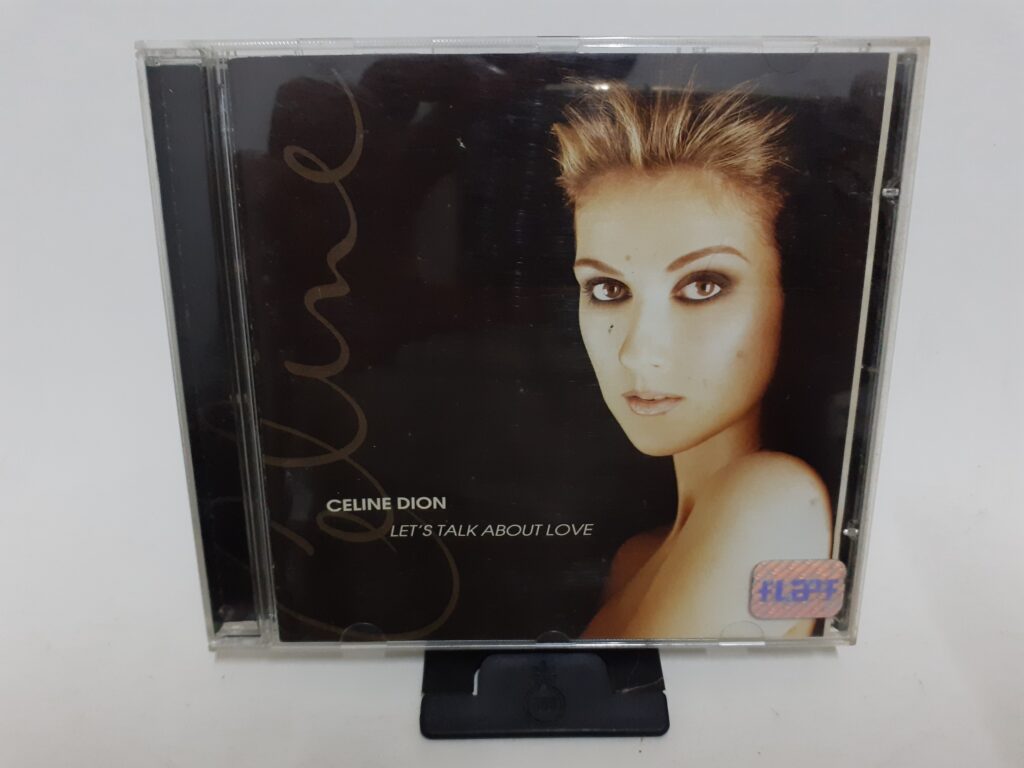 Celine
CELINE DION
LET'S TALK ABOUT LOVE